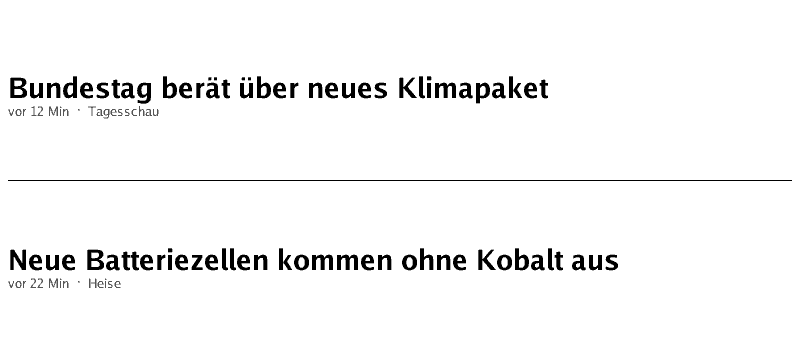 Bundestag berät über neues Klimapaket
vor 12 Min · Tagesschau
Neue Batteriezellen kommen ohne Kobalt aus
vor 22 Min · Heise